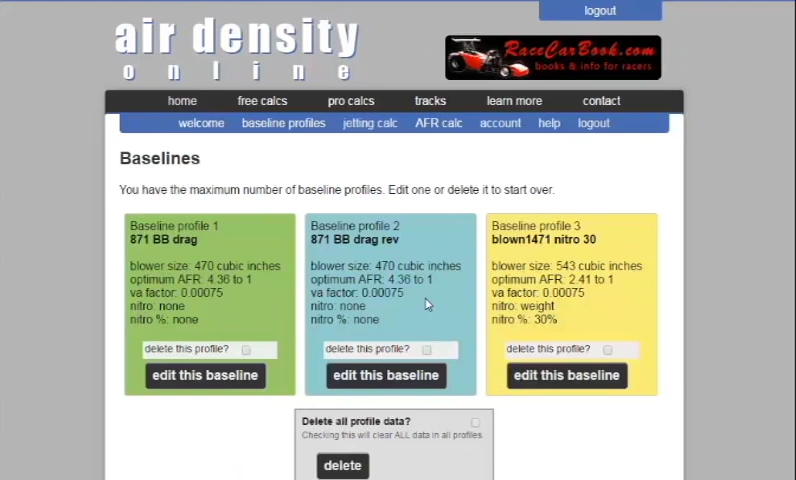 logout
air density
online
RaceCarBook.com
books & info for racers
home free calcs pro calcs tracks learn more contact
welcome baseline profiles jetting calc AFR calc account help logout
Baselines
You have the maximum number of baseline profiles. Edit one or delete it to start over.
Baseline profile 1
871 BB drag
blower size: 470 cubic inches
optimum AFR: 4.36 to 1
va factor: 0.00075
nitro: none
nitro %: none
delete this profile?
edit this baseline
Baseline profile 2
871 BB drag rev
blower size: 470 cubic inches
optimum AFR: 4.36 to 1
va factor: 0.00075
nitro: none
nitro %: none
delete this profile?
edit this baseline
Baseline profile 3
blown1471 nitro 30
blower size: 543 cubic inches
optimum AFR: 2.41 to 1
va factor: 0.00075
nitro: weight
nitro %: 30%
delete this profile?
edit this baseline
Delete all profile data?
Checking this will clear ALL data in all profiles
delete